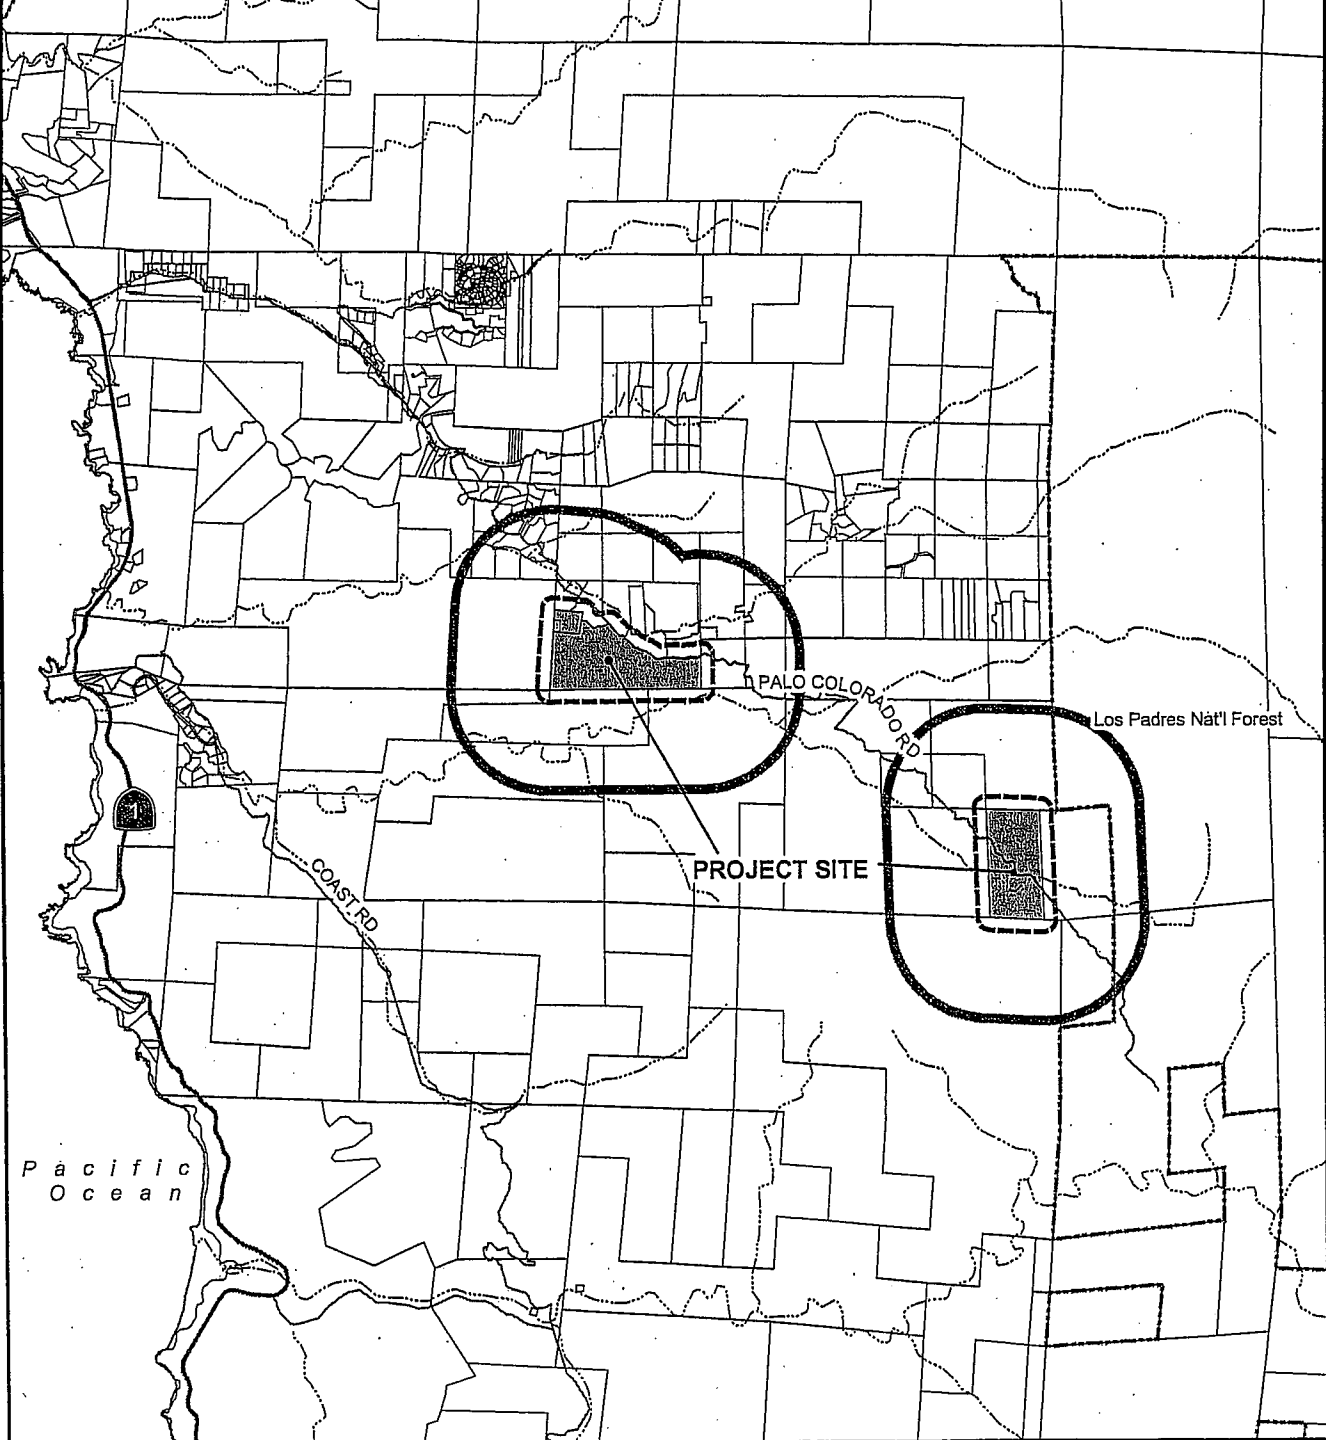 PALO COLORADO RD
Los Padres Nat'l Forest
1
PROJECT SITE
COAST RD
Pacific
Ocean